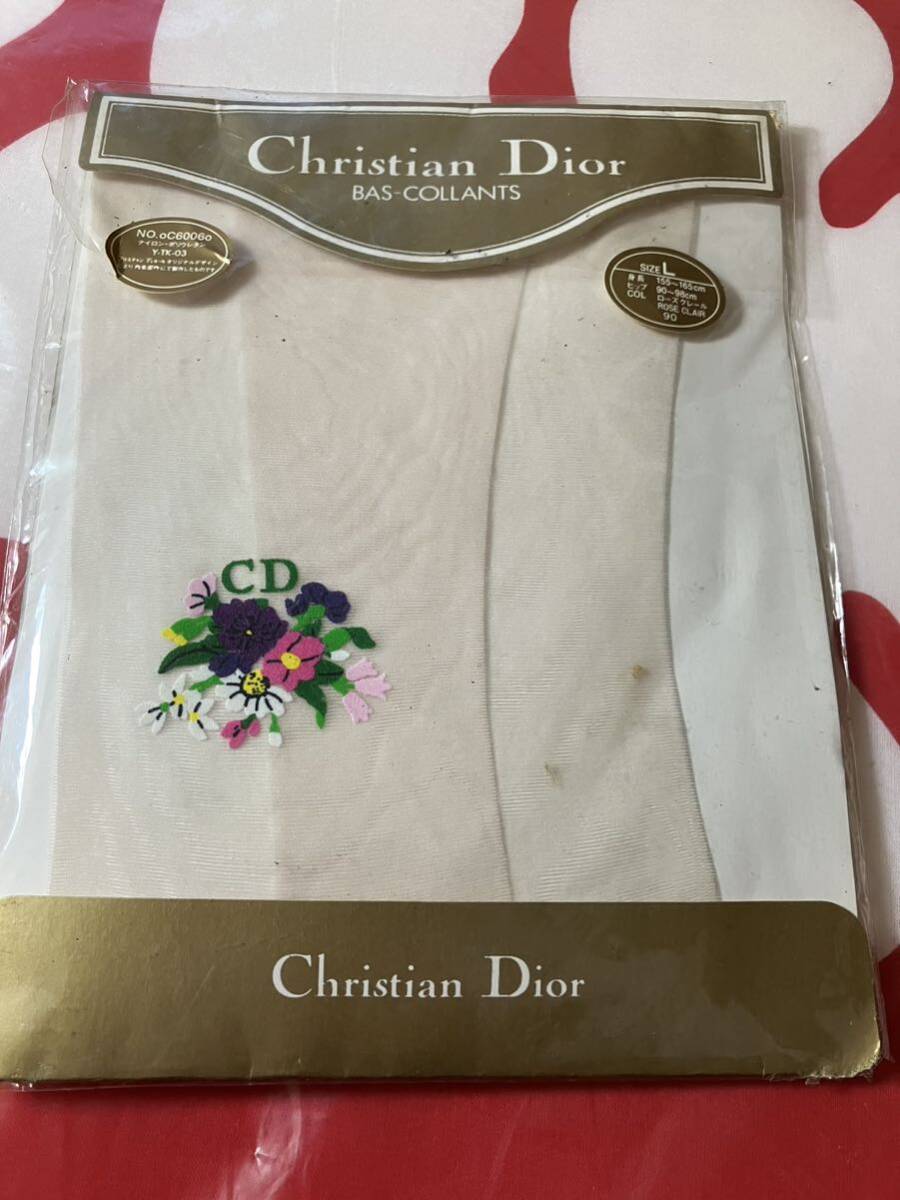 Christian Dior
BAS-COLLANTS
NO.oC6006o
ナイロン・ポリウレタン
Y-TK-03
SIZE L
身長 155~165cm
ヒップ 90~98cm
COL ローズクレール
ROSE CLAIR
90
CD
Christian Dior